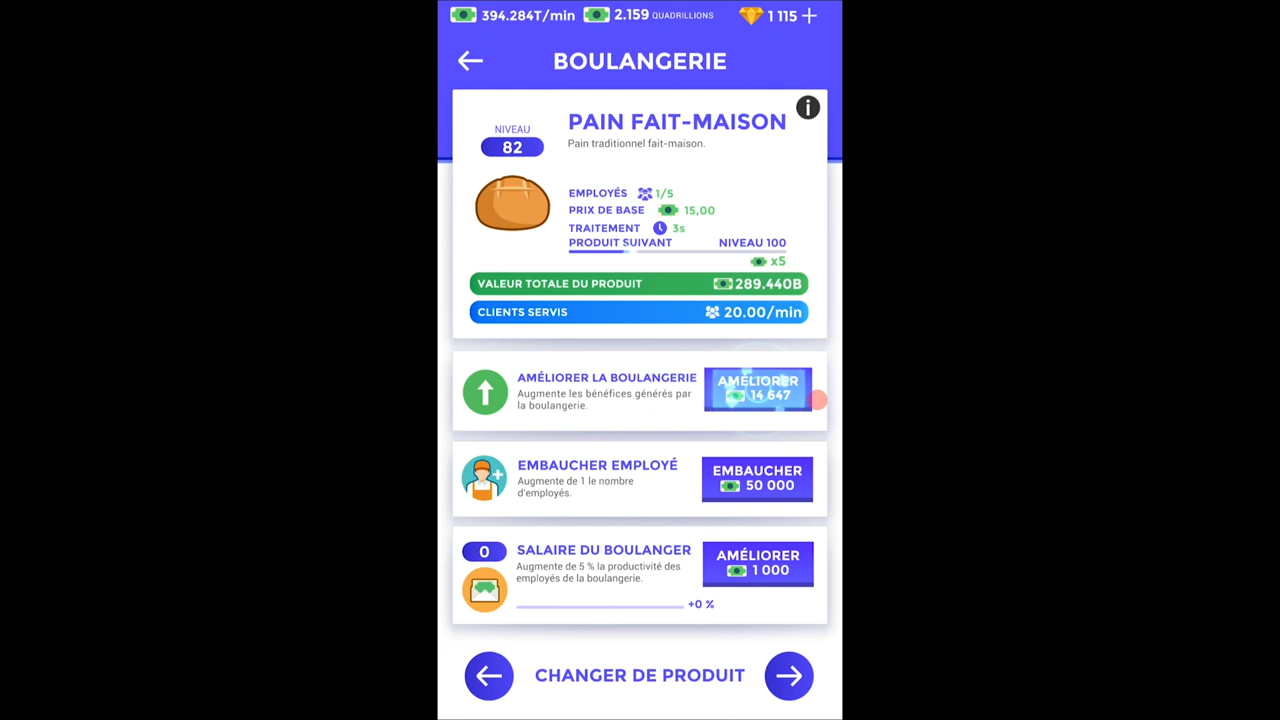 394.284T/min 2.159 QUADRILLIONS 1 115
BOULANGERIE
NIVEAU
82
PAIN FAIT-MAISON
Pain traditionnel fait-maison.
EMPLOYÉS 1/5
PRIX DE BASE 15,00
TRAITEMENT 3s
PRODUIT SUIVANT NIVEAU 100
x5
VALEUR TOTALE DU PRODUIT 289.440B
CLIENTS SERVIS 20.00/min
AMÉLIORER LA BOULANGERIE
Augmente les bénéfices générés par
la boulangerie.
AMÉLIORER
14 647
EMBAUCHER EMPLOYÉ
Augmente de 1 le nombre
d'employés.
EMBAUCHER
50 000
0
SALAIRE DU BOULANGER
Augmente de 5 % la productivité des
employés de la boulangerie.
+0 %
AMÉLIORER
1 000
CHANGER DE PRODUIT